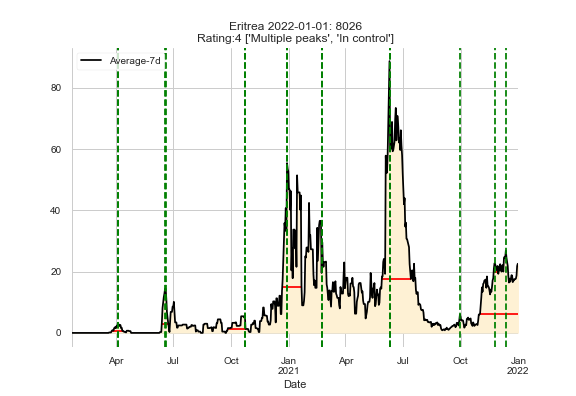 Eritrea 2022-01-01: 8026
Rating:4 ['Multiple peaks', 'In control']
Average-7d
80
60
40
20
0
Apr Jul Oct Jan Apr Jul Oct Jan
2021 2022
Date